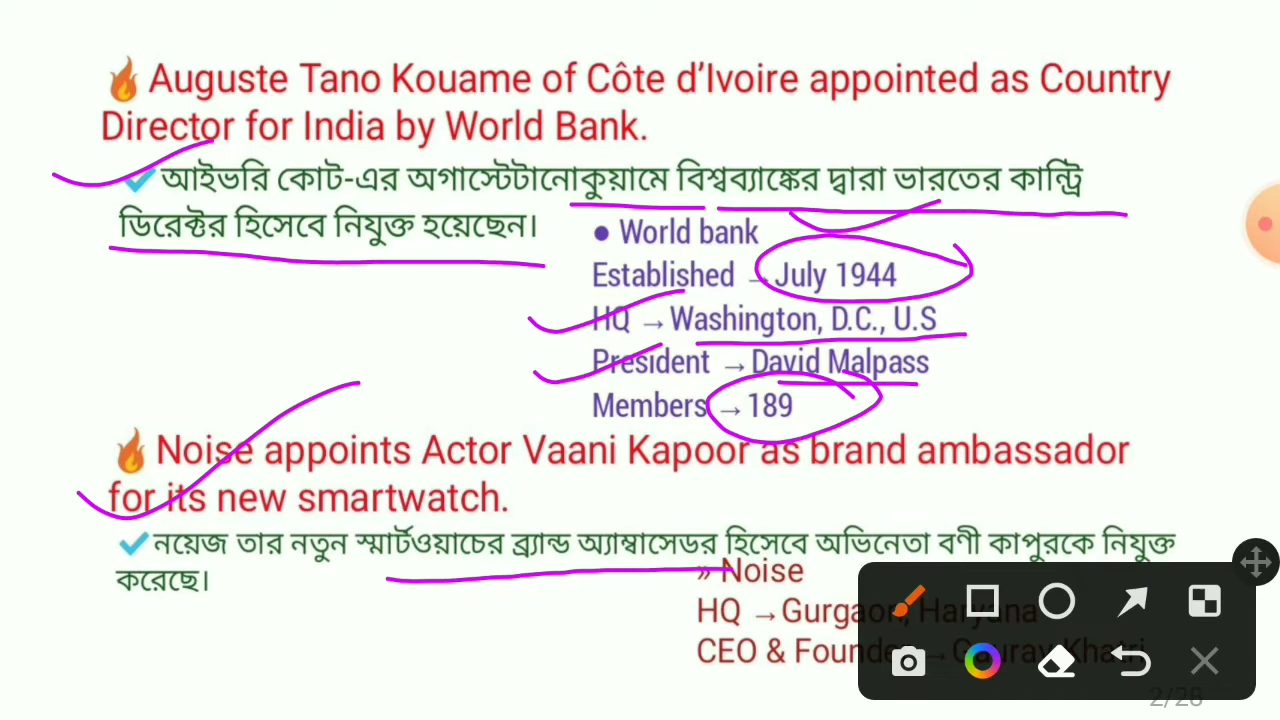 🔥Auguste Tano Kouame of Côte d’Ivoire appointed as Country
Director for India by World Bank.
✔আইভরি কোট-এর অগাস্টেটানোকুয়ামে বিশ্বব্যাঙ্কের দ্বারা ভারতের কান্ট্রি
ডিরেক্টর হিসেবে নিযুক্ত হয়েছেন।
● World bank
Established → July 1944
HQ → Washington, D.C., U.S
President → David Malpass
Members → 189
🔥Noise appoints Actor Vaani Kapoor as brand ambassador
for its new smartwatch.
✔নয়েজ তার নতুন স্মার্টওয়াচের ব্র্যান্ড অ্যাম্বাসেডর হিসেবে অভিনেতা বণী কাপুরকে নিযুক্ত
করেছে।
» Noise
HQ → Gurgaon, Haryana
CEO & Founder → Gaurav Khatri
2/28